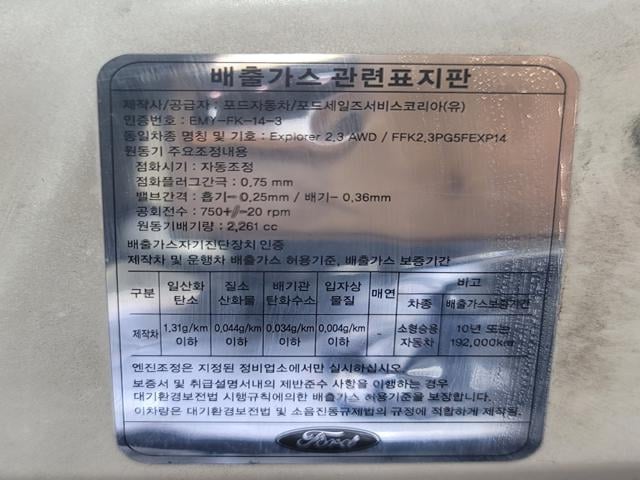 배출가스 관련표지판
제작사/공급자 : 포드자동차/포드세일즈서비스코리아(유)
인증번호 : EMY-FK-14-3
동일차종 명칭 및 기호 : Explorer 2.3 AWD / FFK2.3PG5FEXP14
원동기 주요조정내용
점화시기 : 자동조정
점화플러그간극 : 0.75 mm
밸브간격 : 흡기- 0.25mm / 배기- 0.36mm
공회전수 : 750+/-20 rpm
원동기배기량 : 2,261 cc
배출가스자기진단장치 인증
제작차 및 운행차 배출가스 허용기준, 배출가스 보증기간
구분 일산화탄소 질소산화물 배기관탄화수소 입자상물질 매연 비고
차종 배출가스보증기간
제작차 1.31g/km이하 0.044g/km이하 0.034g/km이하 0.004g/km이하 - 소형승용자동차 10년 또는 192,000km
엔진조정은 지정된 정비업소에서만 실시하십시오.
보증서 및 취급설명서내의 제반준수 사항을 이행하는 경우
대기환경보전법 시행규칙에의한 배출가스 허용기준을 보장합니다.
이차량은 대기환경보전법 및 소음진동규제법의 규정에 적합하게 제작됨.
Ford